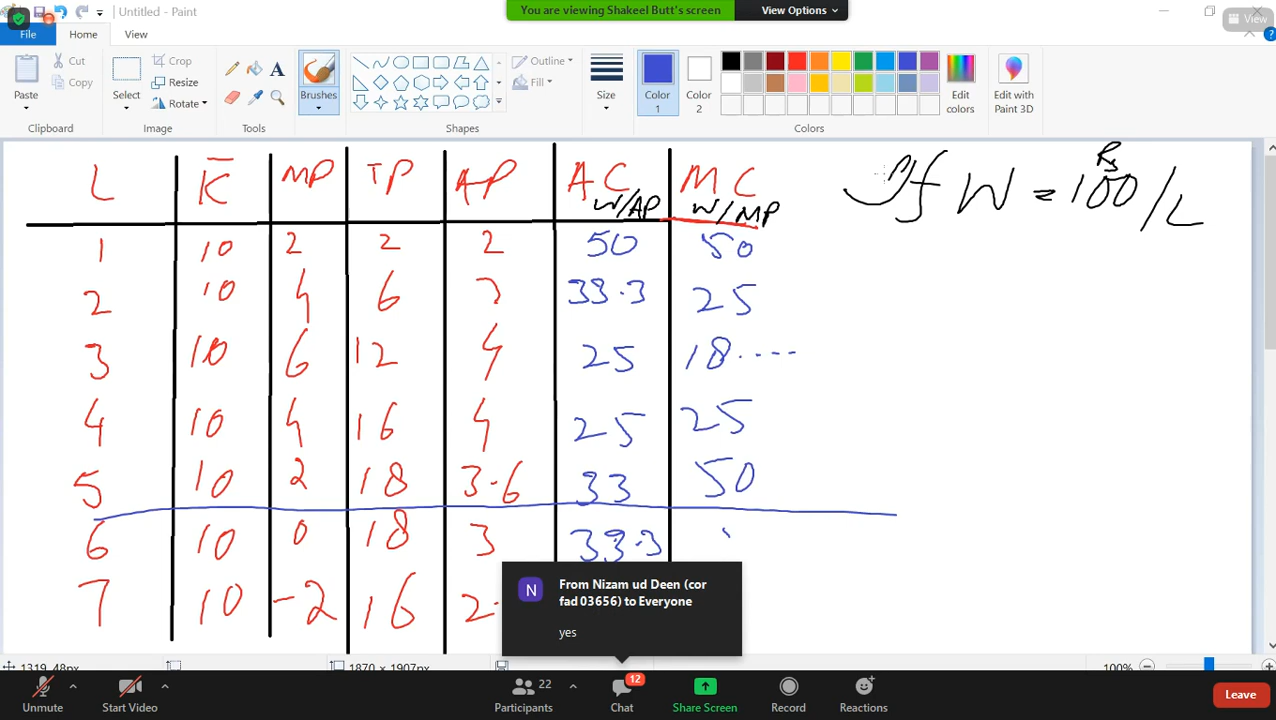 Untitled - Paint
You are viewing Shakeel Butt's screen
View Options
View
File
Home
View
Paste
Cut
Copy
Clipboard
Select
Crop
Resize
Rotate
Image
Tools
Brushes
Shapes
Outline
Fill
Size
Color 1
Color 2
Colors
Edit colors
Edit with Paint 3D
L K̅ MP TP AP AC W/AP MC W/MP
If W = 100 Rs /L
1 10 2 2 2 50 50
2 10 4 6 3 33.3 25
3 10 6 12 4 25 18.----
4 10 4 16 4 25 25
5 10 2 18 3.6 33 50
6 10 0 18 3 33.3
7 10 -2 16 2.
N
From Nizam ud Deen (cor
fad 03656) to Everyone
yes
1319, 48px
1870 × 1907px
100%
Unmute
Start Video
22
Participants
12
Chat
Share Screen
Record
Reactions
Leave